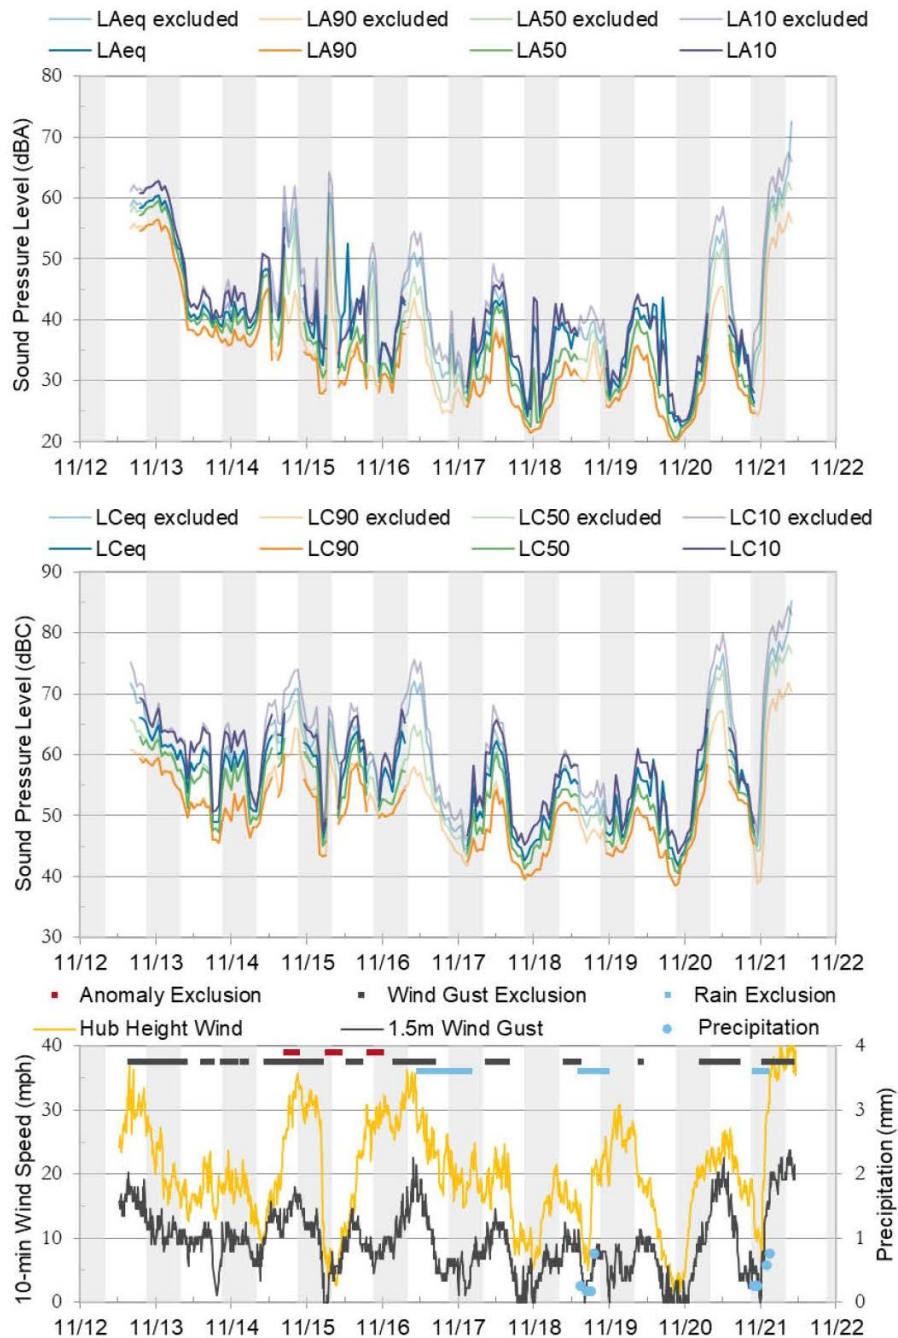 LAeq excluded LA90 excluded LA50 excluded LA10 excluded
LAeq LA90 LA50 LA10
80
70
60
50
40
30
20
Sound Pressure Level (dBA)
11/12 11/13 11/14 11/15 11/16 11/17 11/18 11/19 11/20 11/21 11/22
LCeq excluded LC90 excluded LC50 excluded LC10 excluded
LCeq LC90 LC50 LC10
90
80
70
60
50
40
30
Sound Pressure Level (dBC)
11/12 11/13 11/14 11/15 11/16 11/17 11/18 11/19 11/20 11/21 11/22
Anomaly Exclusion Wind Gust Exclusion Rain Exclusion
Hub Height Wind 1.5m Wind Gust Precipitation
40 4
30 3
20 2
10 1
0 0
10-min Wind Speed (mph)
Precipitation (mm)
11/12 11/13 11/14 11/15 11/16 11/17 11/18 11/19 11/20 11/21 11/22